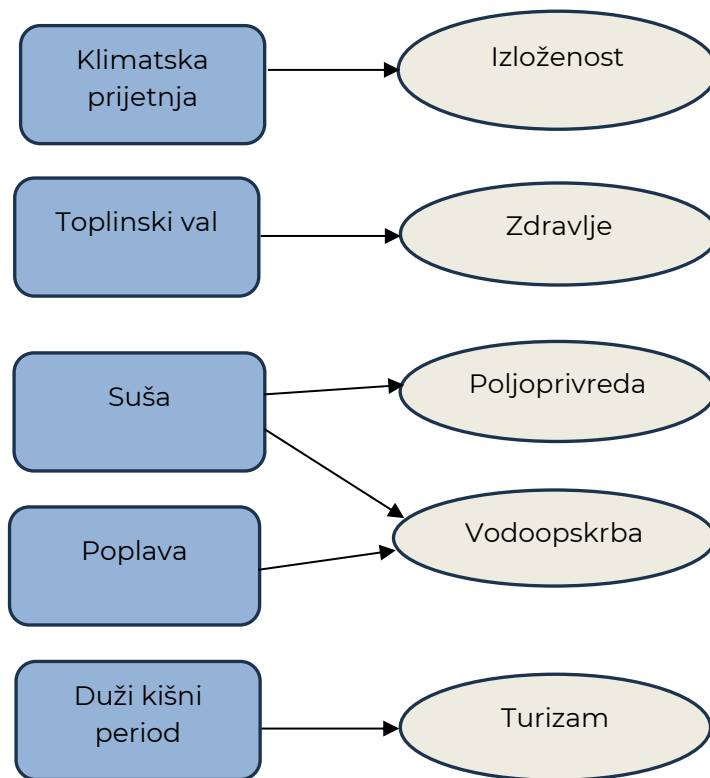 Klimatska
prijetnja
Izloženost
Toplinski val
Zdravlje
Suša
Poljoprivreda
Poplava
Vodoopskrba
Duži kišni
period
Turizam